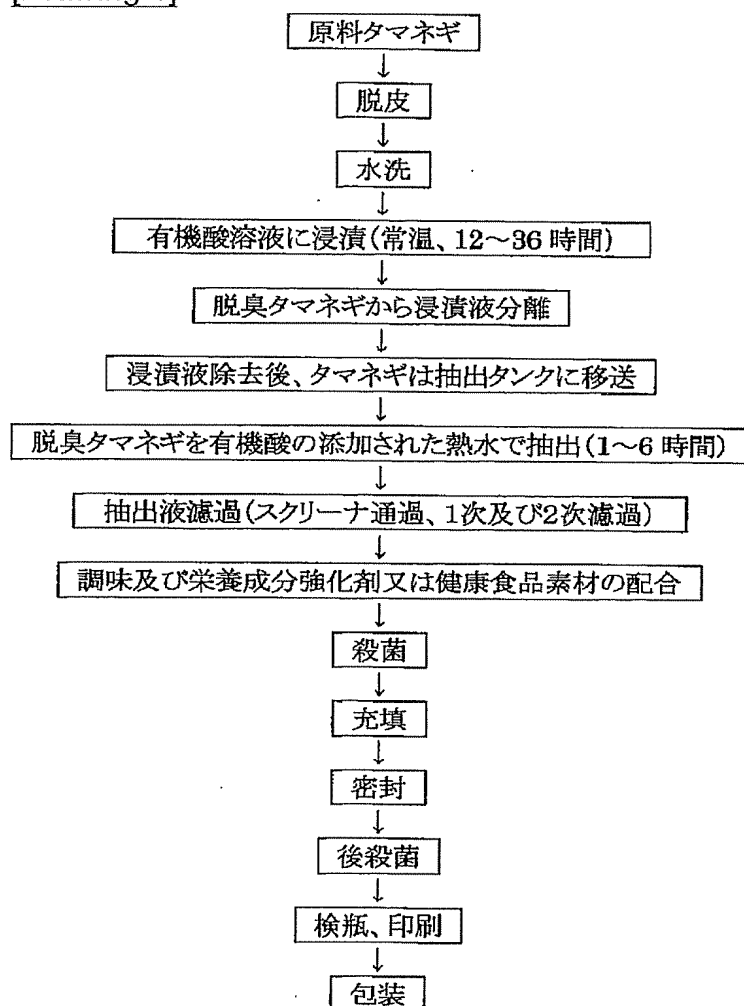 原料タマネギ
↓
脱皮
↓
水洗
↓
有機酸溶液に浸漬(常温、12～36時間)
↓
脱臭タマネギから浸漬液分離
↓
浸漬液除去後、タマネギは抽出タンクに移送
↓
脱臭タマネギを有機酸の添加された熱水で抽出(1～6時間)
↓
抽出液濾過(スクリーナ通過、1次及び2次濾過)
↓
調味及び栄養成分強化剤又は健康食品素材の配合
↓
殺菌
↓
充填
↓
密封
↓
後殺菌
↓
検瓶、印刷
↓
包装